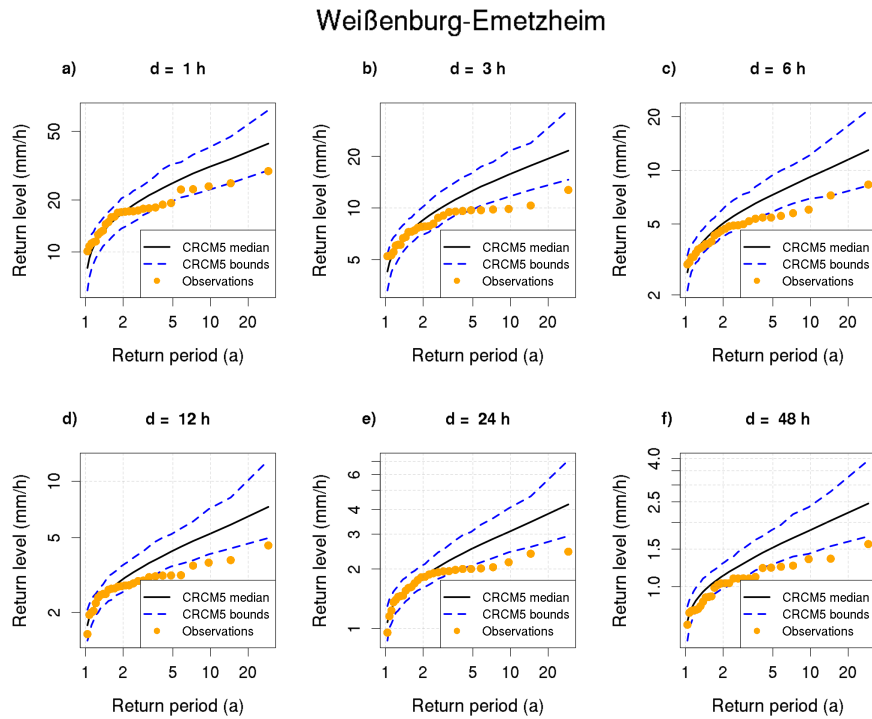 Weißenburg-Emetzheim
a) d = 1 h
Return level (mm/h)
50
20
10
1 2 5 10 20
Return period (a)
CRCM5 median
CRCM5 bounds
Observations
b) d = 3 h
Return level (mm/h)
20
10
5
1 2 5 10 20
Return period (a)
CRCM5 median
CRCM5 bounds
Observations
c) d = 6 h
Return level (mm/h)
20
10
5
2
1 2 5 10 20
Return period (a)
CRCM5 median
CRCM5 bounds
Observations
d) d = 12 h
Return level (mm/h)
10
5
2
1 2 5 10 20
Return period (a)
CRCM5 median
CRCM5 bounds
Observations
e) d = 24 h
Return level (mm/h)
6
4
3
2
1
1 2 5 10 20
Return period (a)
CRCM5 median
CRCM5 bounds
Observations
f) d = 48 h
Return level (mm/h)
4.0
2.5
1.5
1.0
1 2 5 10 20
Return period (a)
CRCM5 median
CRCM5 bounds
Observations